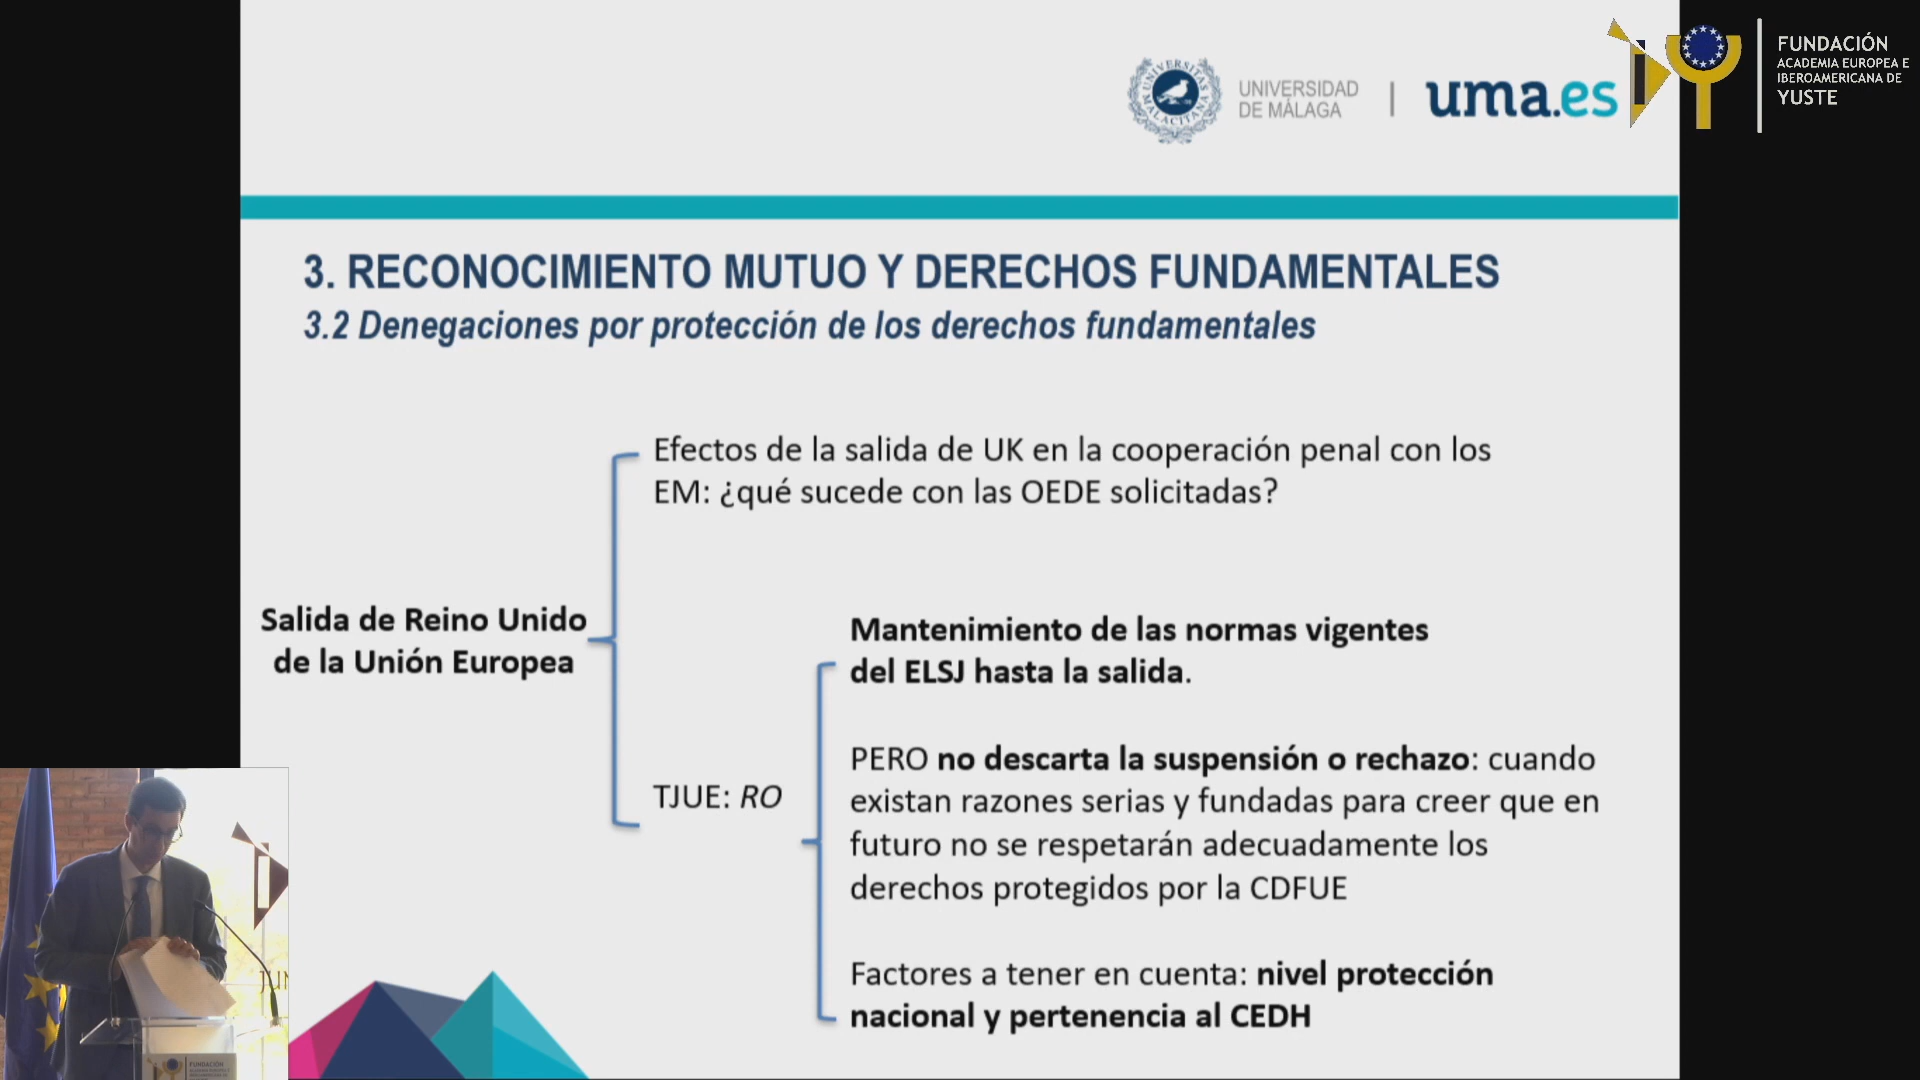 UNIVERSITAS
MALACITANA
UNIVERSIDAD
DE MÁLAGA
uma.es
FUNDACIÓN
ACADEMIA EUROPEA E
IBEROAMERICANA DE
YUSTE
3. RECONOCIMIENTO MUTUO Y DERECHOS FUNDAMENTALES
3.2 Denegaciones por protección de los derechos fundamentales
Efectos de la salida de UK en la cooperación penal con los
EM: ¿qué sucede con las OEDE solicitadas?
Salida de Reino Unido
de la Unión Europea
Mantenimiento de las normas vigentes
del ELSJ hasta la salida.
TJUE: RO
PERO no descarta la suspensión o rechazo: cuando
existan razones serias y fundadas para creer que en
futuro no se respetarán adecuadamente los
derechos protegidos por la CDFUE
Factores a tener en cuenta: nivel protección
nacional y pertenencia al CEDH
FUNDACIÓN